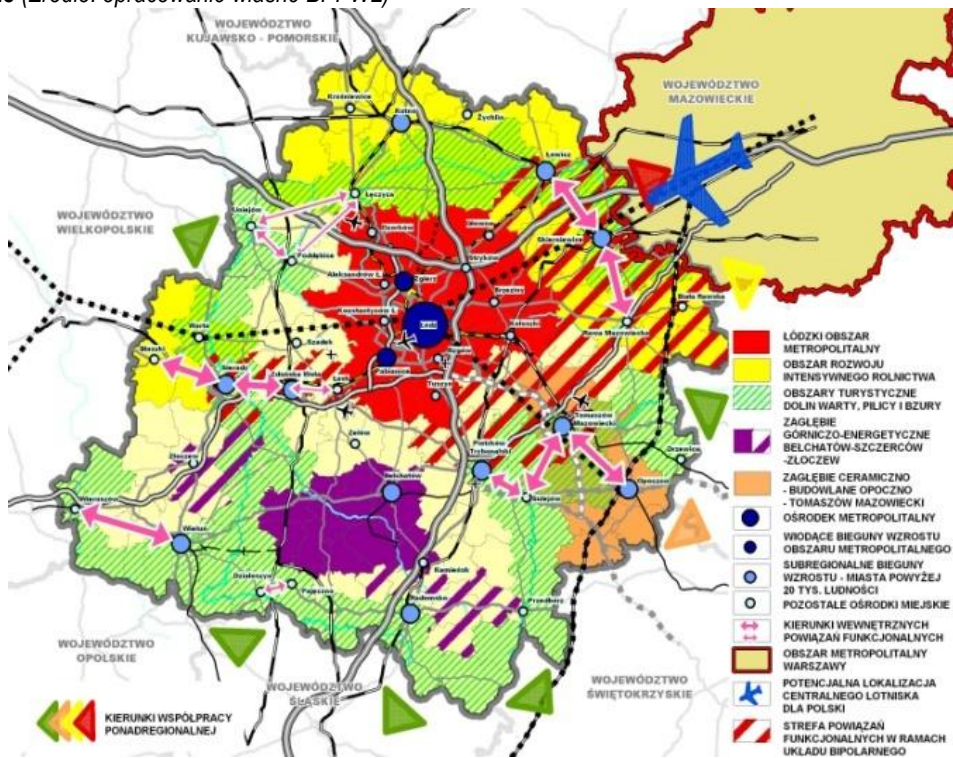 (Źródło: opracowanie własne BPPWŁ)
WOJEWÓDZTWO
KUJAWSKO - POMORSKIE
WOJEWÓDZTWO
MAZOWIECKIE
WOJEWÓDZTWO
WIELKOPOLSKIE
Krośniewice
Kutno
Żychlin
Łowicz
Łęczyca
Uniejów
Ozorków
Głowno
Skierniewice
Poddębice
Stryków
Aleksandrów Ł.
Zgierz
Brzeziny
Biała Rawska
Konstantynów Ł.
Łódź
Koluszki
Rawa Mazowiecka
Warta
Szadek
Błaszki
Sieradz
Zduńska Wola
Łask
Pabianice
Tuszyn
Tomaszów
Mazowiecki
Złoczew
Zelów
Piotrków
Trybunalski
Drzewica
Bełchatów
Sulejów
Opoczno
Wieruszów
Wieluń
Kamieńsk
Działoszyn
Pajęczno
Radomsko
Przedbórz
WOJEWÓDZTWO
OPOLSKIE
WOJEWÓDZTWO
ŚLĄSKIE
WOJEWÓDZTWO
ŚWIĘTOKRZYSKIE
KIERUNKI WSPÓŁPRACY
PONADREGIONALNEJ
ŁÓDZKI OBSZAR
METROPOLITALNY
OBSZAR ROZWOJU
INTENSYWNEGO ROLNICTWA
OBSZARY TURYSTYCZNE
DOLIN WARTY, PILICY I BZURY
ZAGŁĘBIE
GÓRNICZO-ENERGETYCZNE
BEŁCHATÓW-SZCZERCÓW
-ZŁOCZEW
ZAGŁĘBIE CERAMICZNO
- BUDOWLANE OPOCZNO
- TOMASZÓW MAZOWIECKI
OŚRODEK METROPOLITALNY
WIODĄCE BIEGUNY WZROSTU
OBSZARU METROPOLITALNEGO
SUBREGIONALNE BIEGUNY
WZROSTU - MIASTA POWYŻEJ
20 TYS. LUDNOŚCI
POZOSTAŁE OŚRODKI MIEJSKIE
KIERUNKI WEWNĘTRZNYCH
POWIĄZAŃ FUNKCJONALNYCH
OBSZAR METROPOLITALNY
WARSZAWY
POTENCJALNA LOKALIZACJA
CENTRALNEGO LOTNISKA
DLA POLSKI
STREFA POWIĄZAŃ
FUNKCJONALNYCH W RAMACH
UKŁADU BIPOLARNEGO